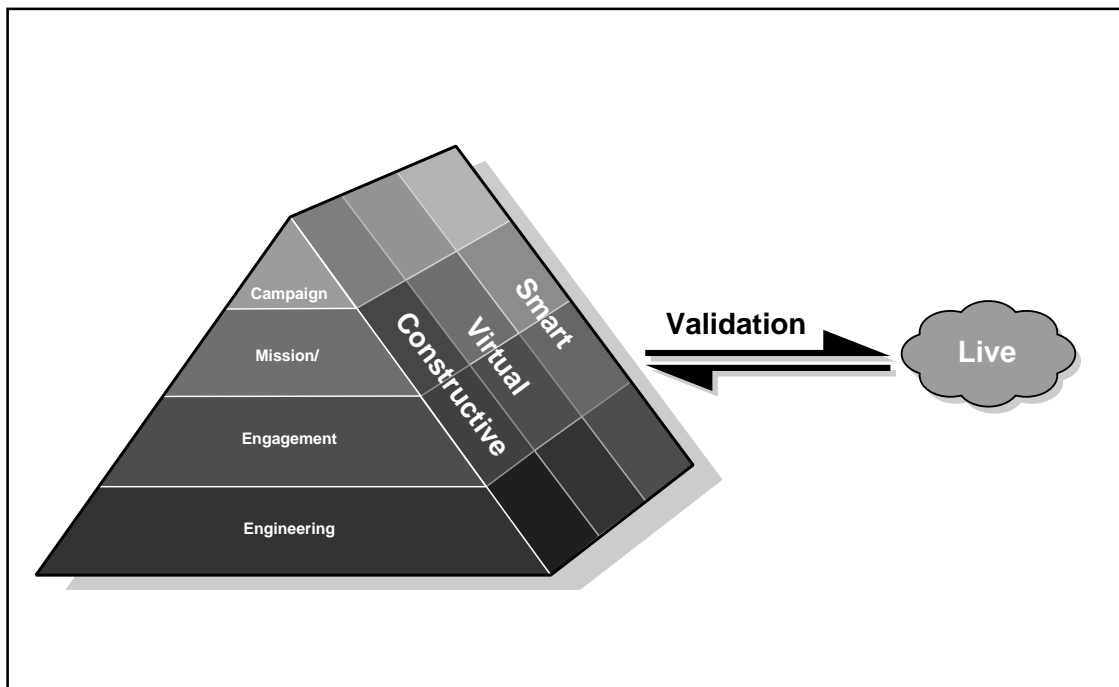 Campaign
Mission/
Engagement
Engineering
Constructive
Virtual
Smart
Validation
Live